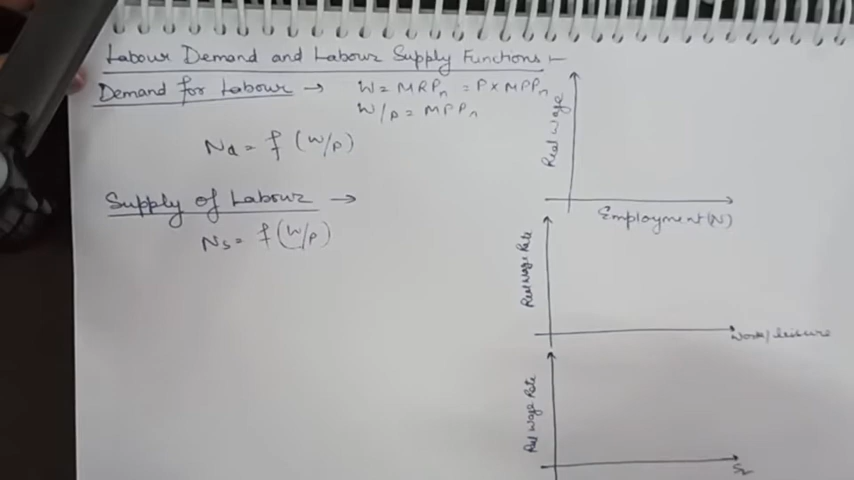 Labour Demand and Labour Supply Functions :-
Demand for Labour → W = MRPn = P × MPPn
W/P = MPPn
Nd = f (W/P)
Supply of Labour →
Ns = f (W/P)
Real Wage
Employment (N)
Real Wage Rate
Work/Leisure
Real Wage Rate
SL